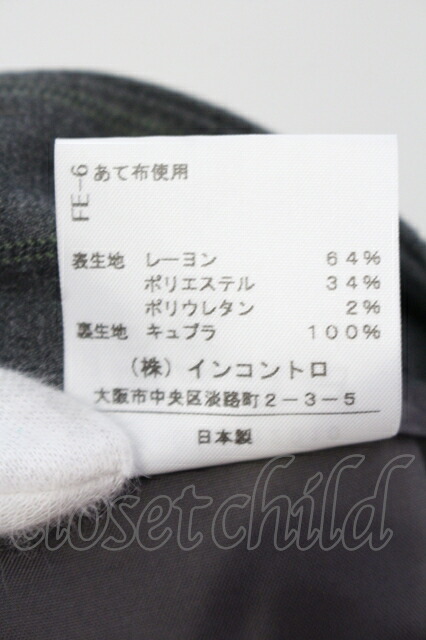 FE-6
あて布使用
表生地 レーヨン 64%
ポリエステル 34%
ポリウレタン 2%
裏生地 キュプラ 100%
(株)インコントロ
大阪市中央区淡路町2-3-5
日本製
closetchild